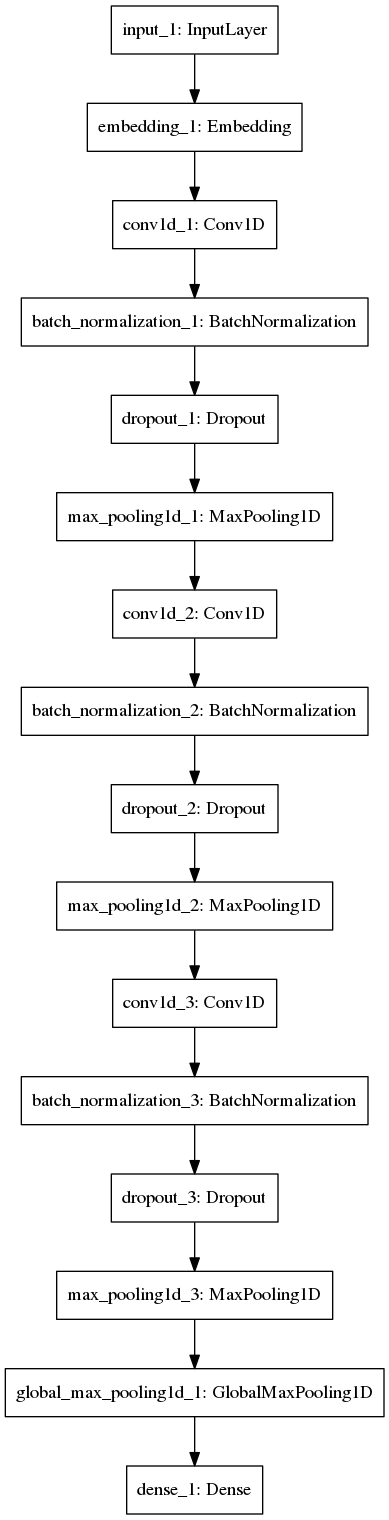 input_1: InputLayer
embedding_1: Embedding
conv1d_1: Conv1D
batch_normalization_1: BatchNormalization
dropout_1: Dropout
max_pooling1d_1: MaxPooling1D
conv1d_2: Conv1D
batch_normalization_2: BatchNormalization
dropout_2: Dropout
max_pooling1d_2: MaxPooling1D
conv1d_3: Conv1D
batch_normalization_3: BatchNormalization
dropout_3: Dropout
max_pooling1d_3: MaxPooling1D
global_max_pooling1d_1: GlobalMaxPooling1D
dense_1: Dense